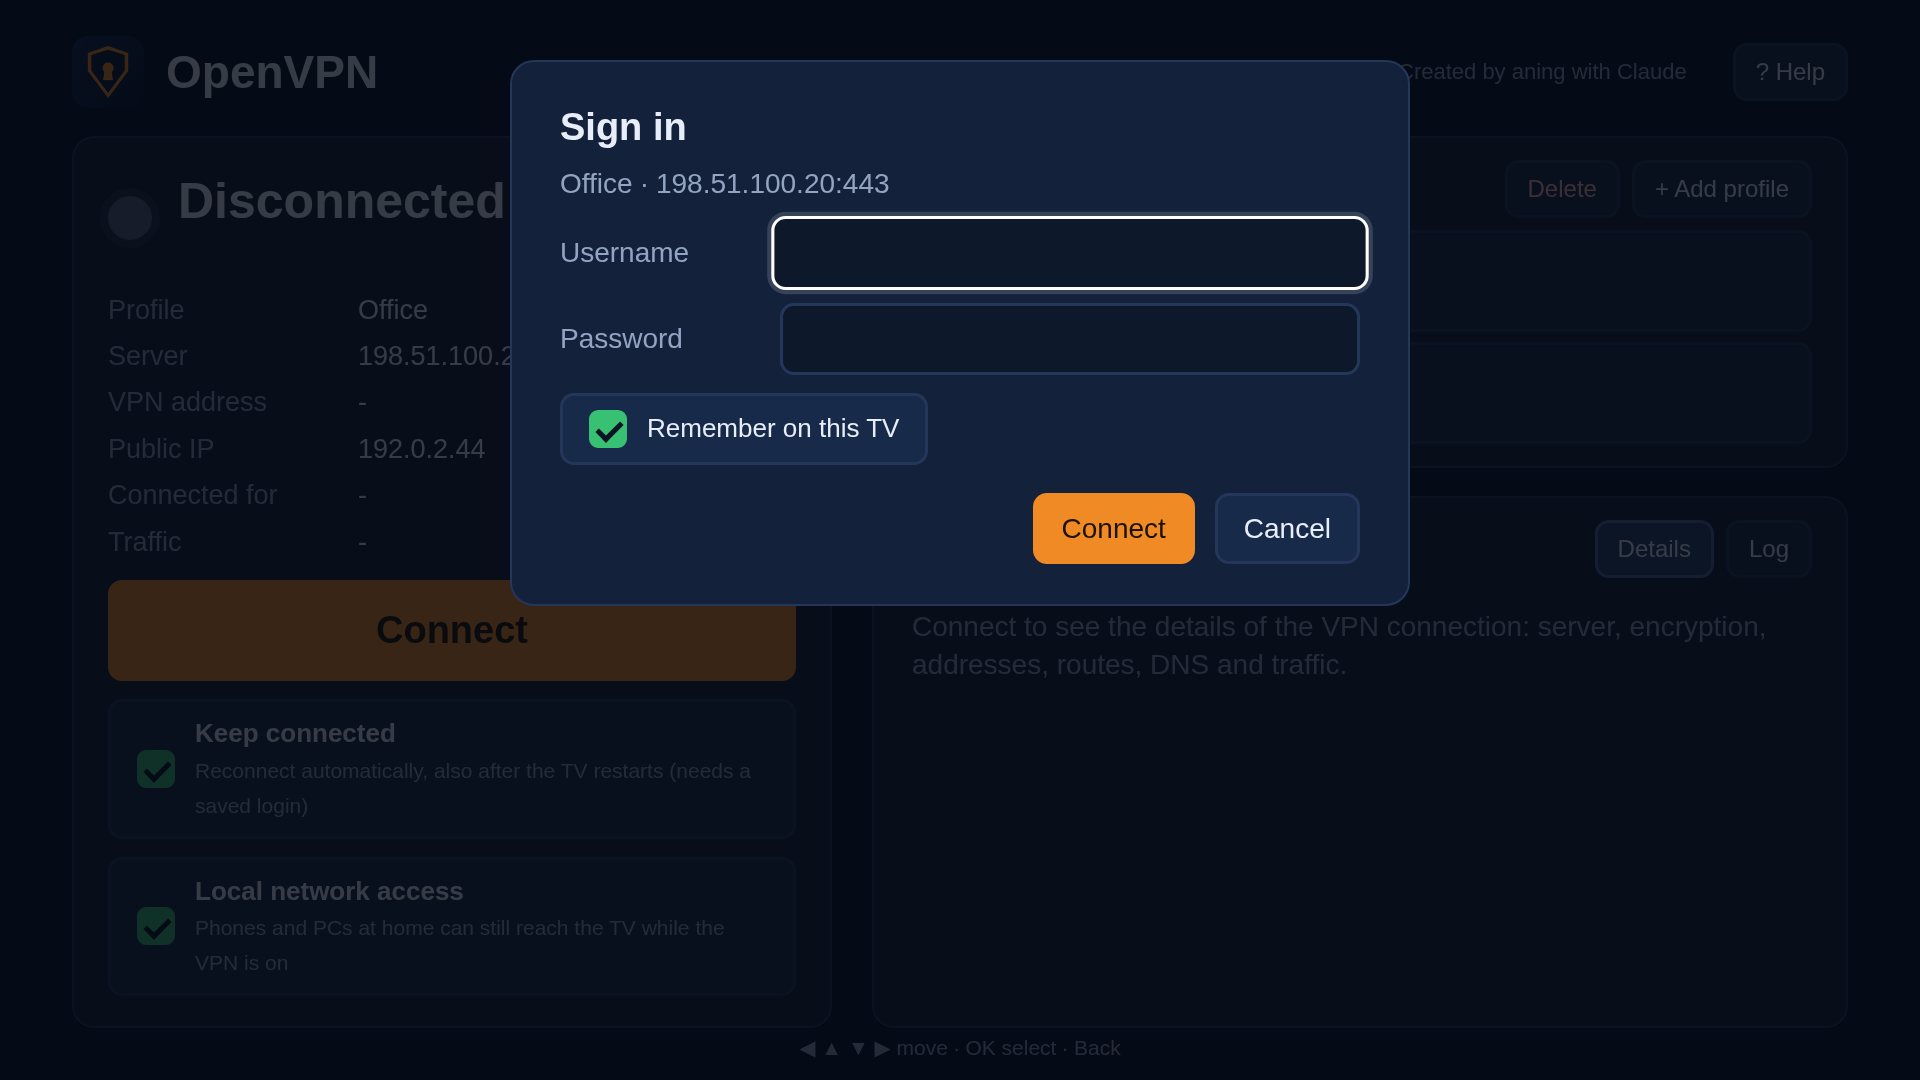 OpenVPN
Created by aning with Claude
? Help
Sign in
Office · 198.51.100.20:443
Username
Password
Remember on this TV
Connect
Cancel
Disconnected
Profile
Office
Server
198.51.100.2
VPN address
-
Public IP
192.0.2.44
Connected for
-
Traffic
-
Connect
Keep connected
Reconnect automatically, also after the TV restarts (needs a
saved login)
Local network access
Phones and PCs at home can still reach the TV while the
VPN is on
Delete
+ Add profile
Details
Log
Connect to see the details of the VPN connection: server, encryption,
addresses, routes, DNS and traffic.
◀ ▲ ▼ ▶ move · OK select · Back